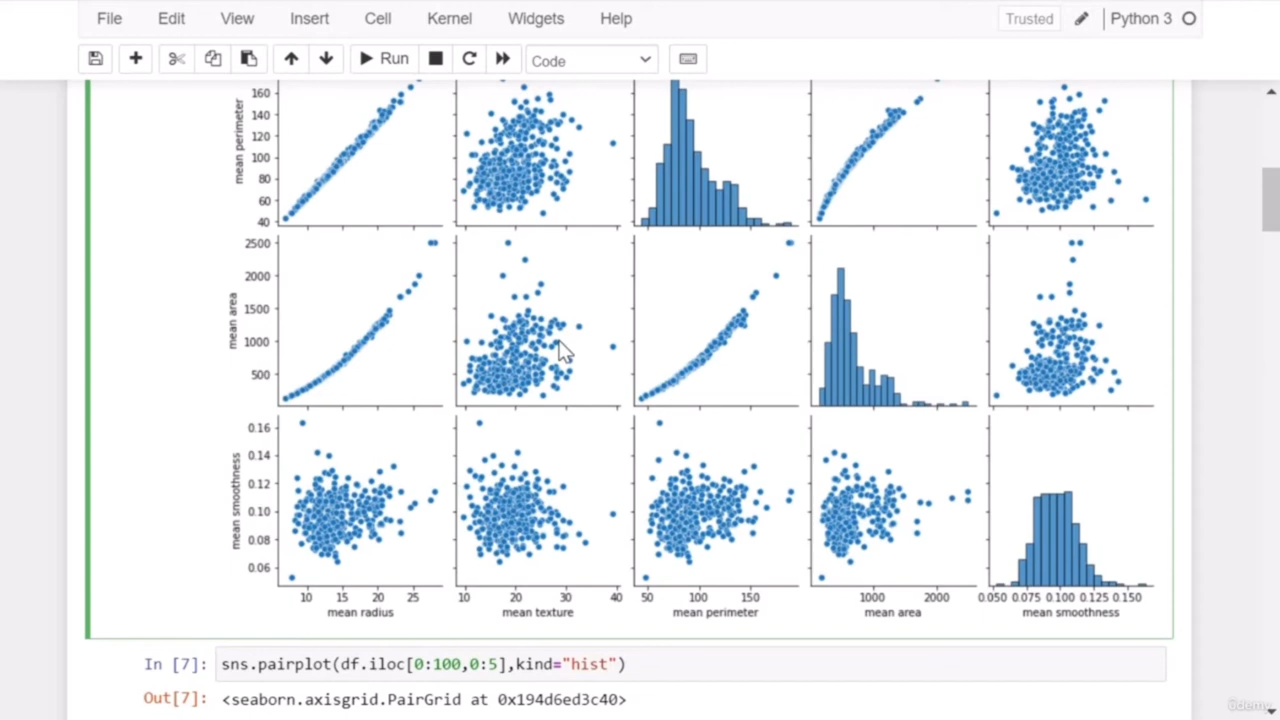 File Edit View Insert Cell Kernel Widgets Help Trusted Python 3
Run Code
160
140
120
100
80
60
40
mean perimeter
2500
2000
1500
1000
500
mean area
0.16
0.14
0.12
0.10
0.08
0.06
mean smoothness
10 15 20 25 10 20 30 40 50 100 150 1000 2000 0.050 0.075 0.100 0.125 0.150
mean radius mean texture mean perimeter mean area mean smoothness
In [7]: sns.pairplot(df.iloc[0:100,0:5],kind="hist")
Out[7]: <seaborn.axisgrid.PairGrid at 0x194d6ed3c40>
ûdemy